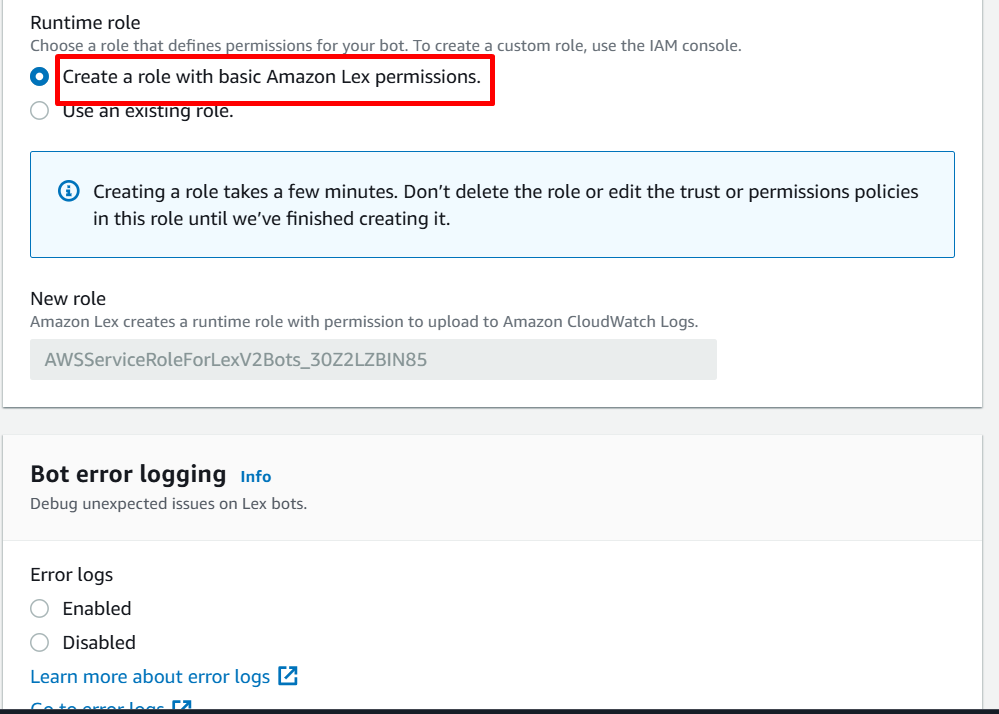 Runtime role
Choose a role that defines permissions for your bot. To create a custom role, use the IAM console.
Create a role with basic Amazon Lex permissions.
Use an existing role.
Creating a role takes a few minutes. Don’t delete the role or edit the trust or permissions policies
in this role until we’ve finished creating it.
New role
Amazon Lex creates a runtime role with permission to upload to Amazon CloudWatch Logs.
AWSServiceRoleForLexV2Bots_30Z2LZBIN85
Bot error logging Info
Debug unexpected issues on Lex bots.
Error logs
Enabled
Disabled
Learn more about error logs
Go to error logs